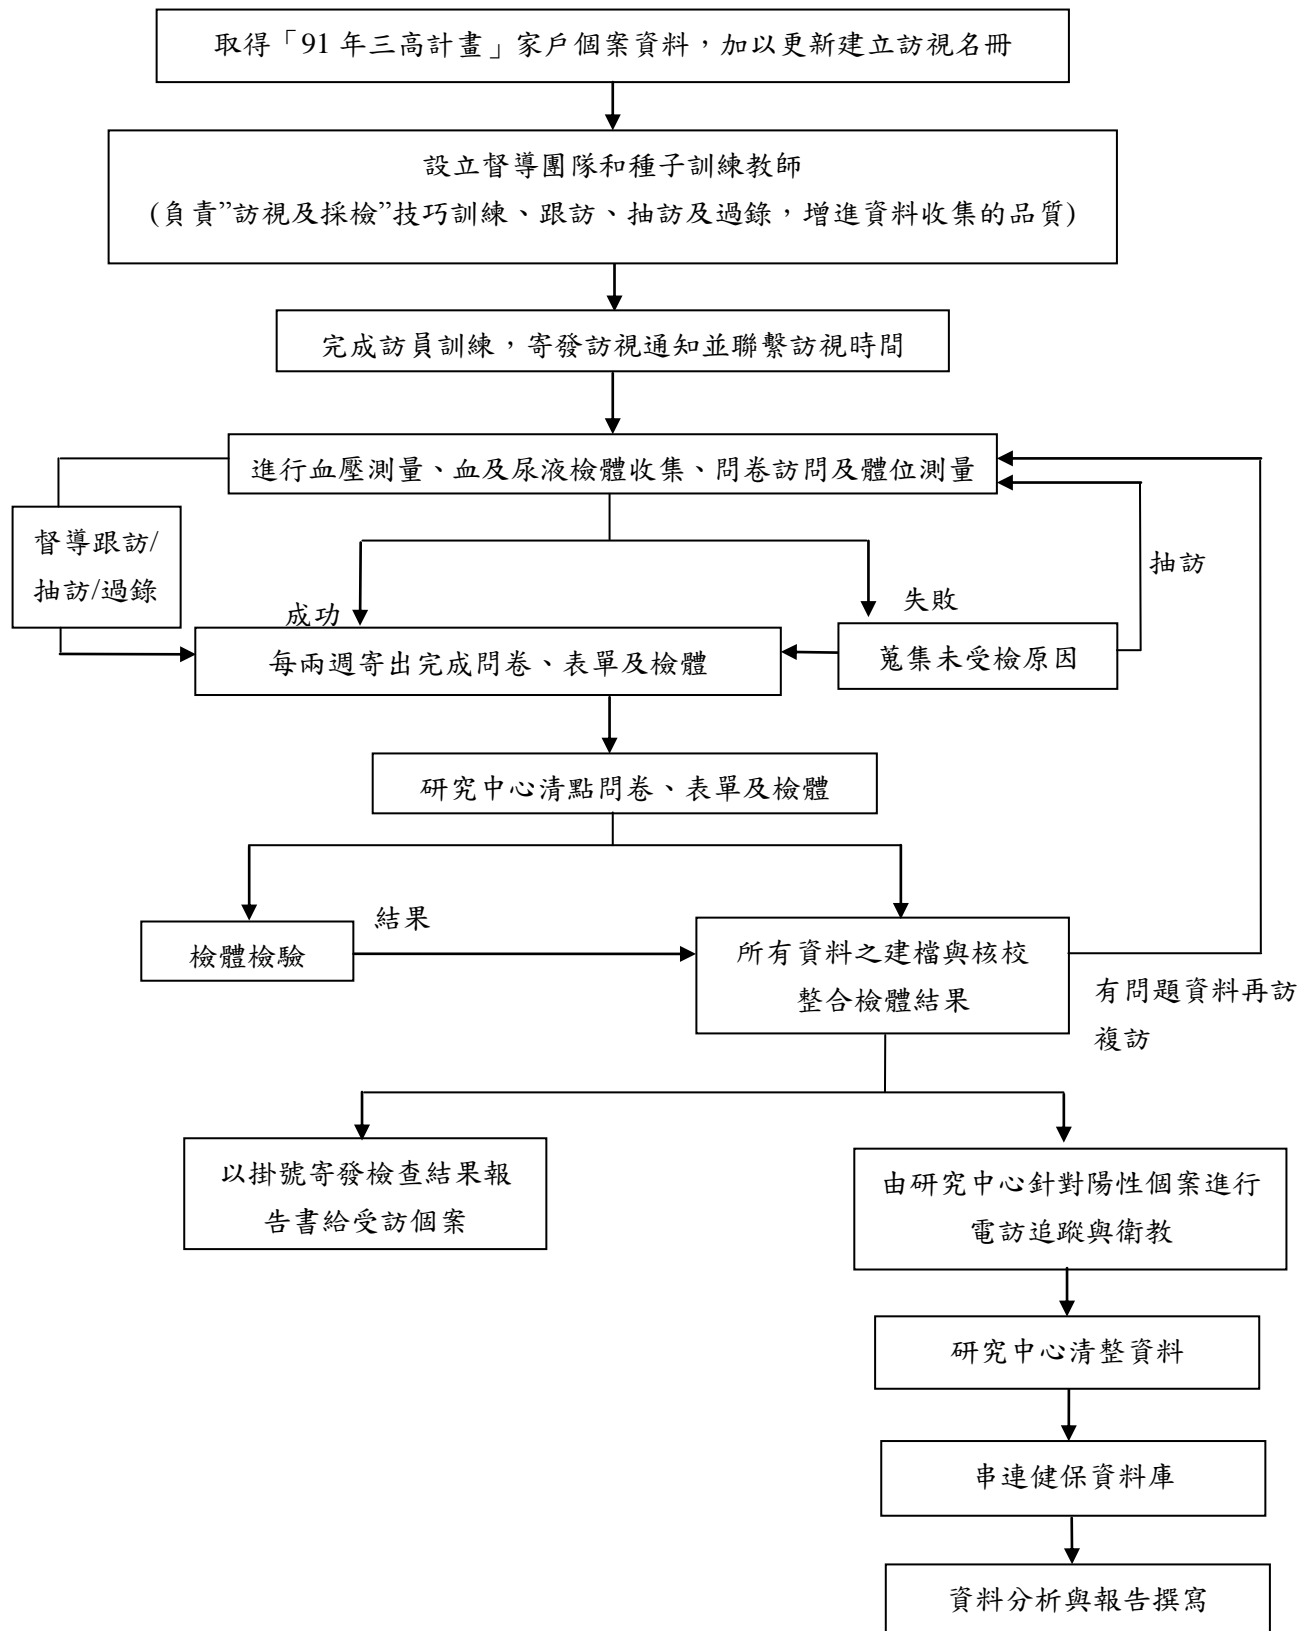 取得「91 年三高計畫」家戶個案資料，加以更新建立訪視名冊
設立督導團隊和種子訓練教師
(負責”訪視及採檢”技巧訓練、跟訪、抽訪及過錄，增進資料收集的品質)
完成訪員訓練，寄發訪視通知並聯繫訪視時間
進行血壓測量、血及尿液檢體收集、問卷訪問及體位測量
督導跟訪/
抽訪/過錄
抽訪
成功
失敗
每兩週寄出完成問卷、表單及檢體
蒐集未受檢原因
研究中心清點問卷、表單及檢體
結果
檢體檢驗
所有資料之建檔與核校
整合檢體結果
有問題資料再訪
複訪
以掛號寄發檢查結果報
告書給受訪個案
由研究中心針對陽性個案進行
電訪追蹤與衛教
研究中心清整資料
串連健保資料庫
資料分析與報告撰寫